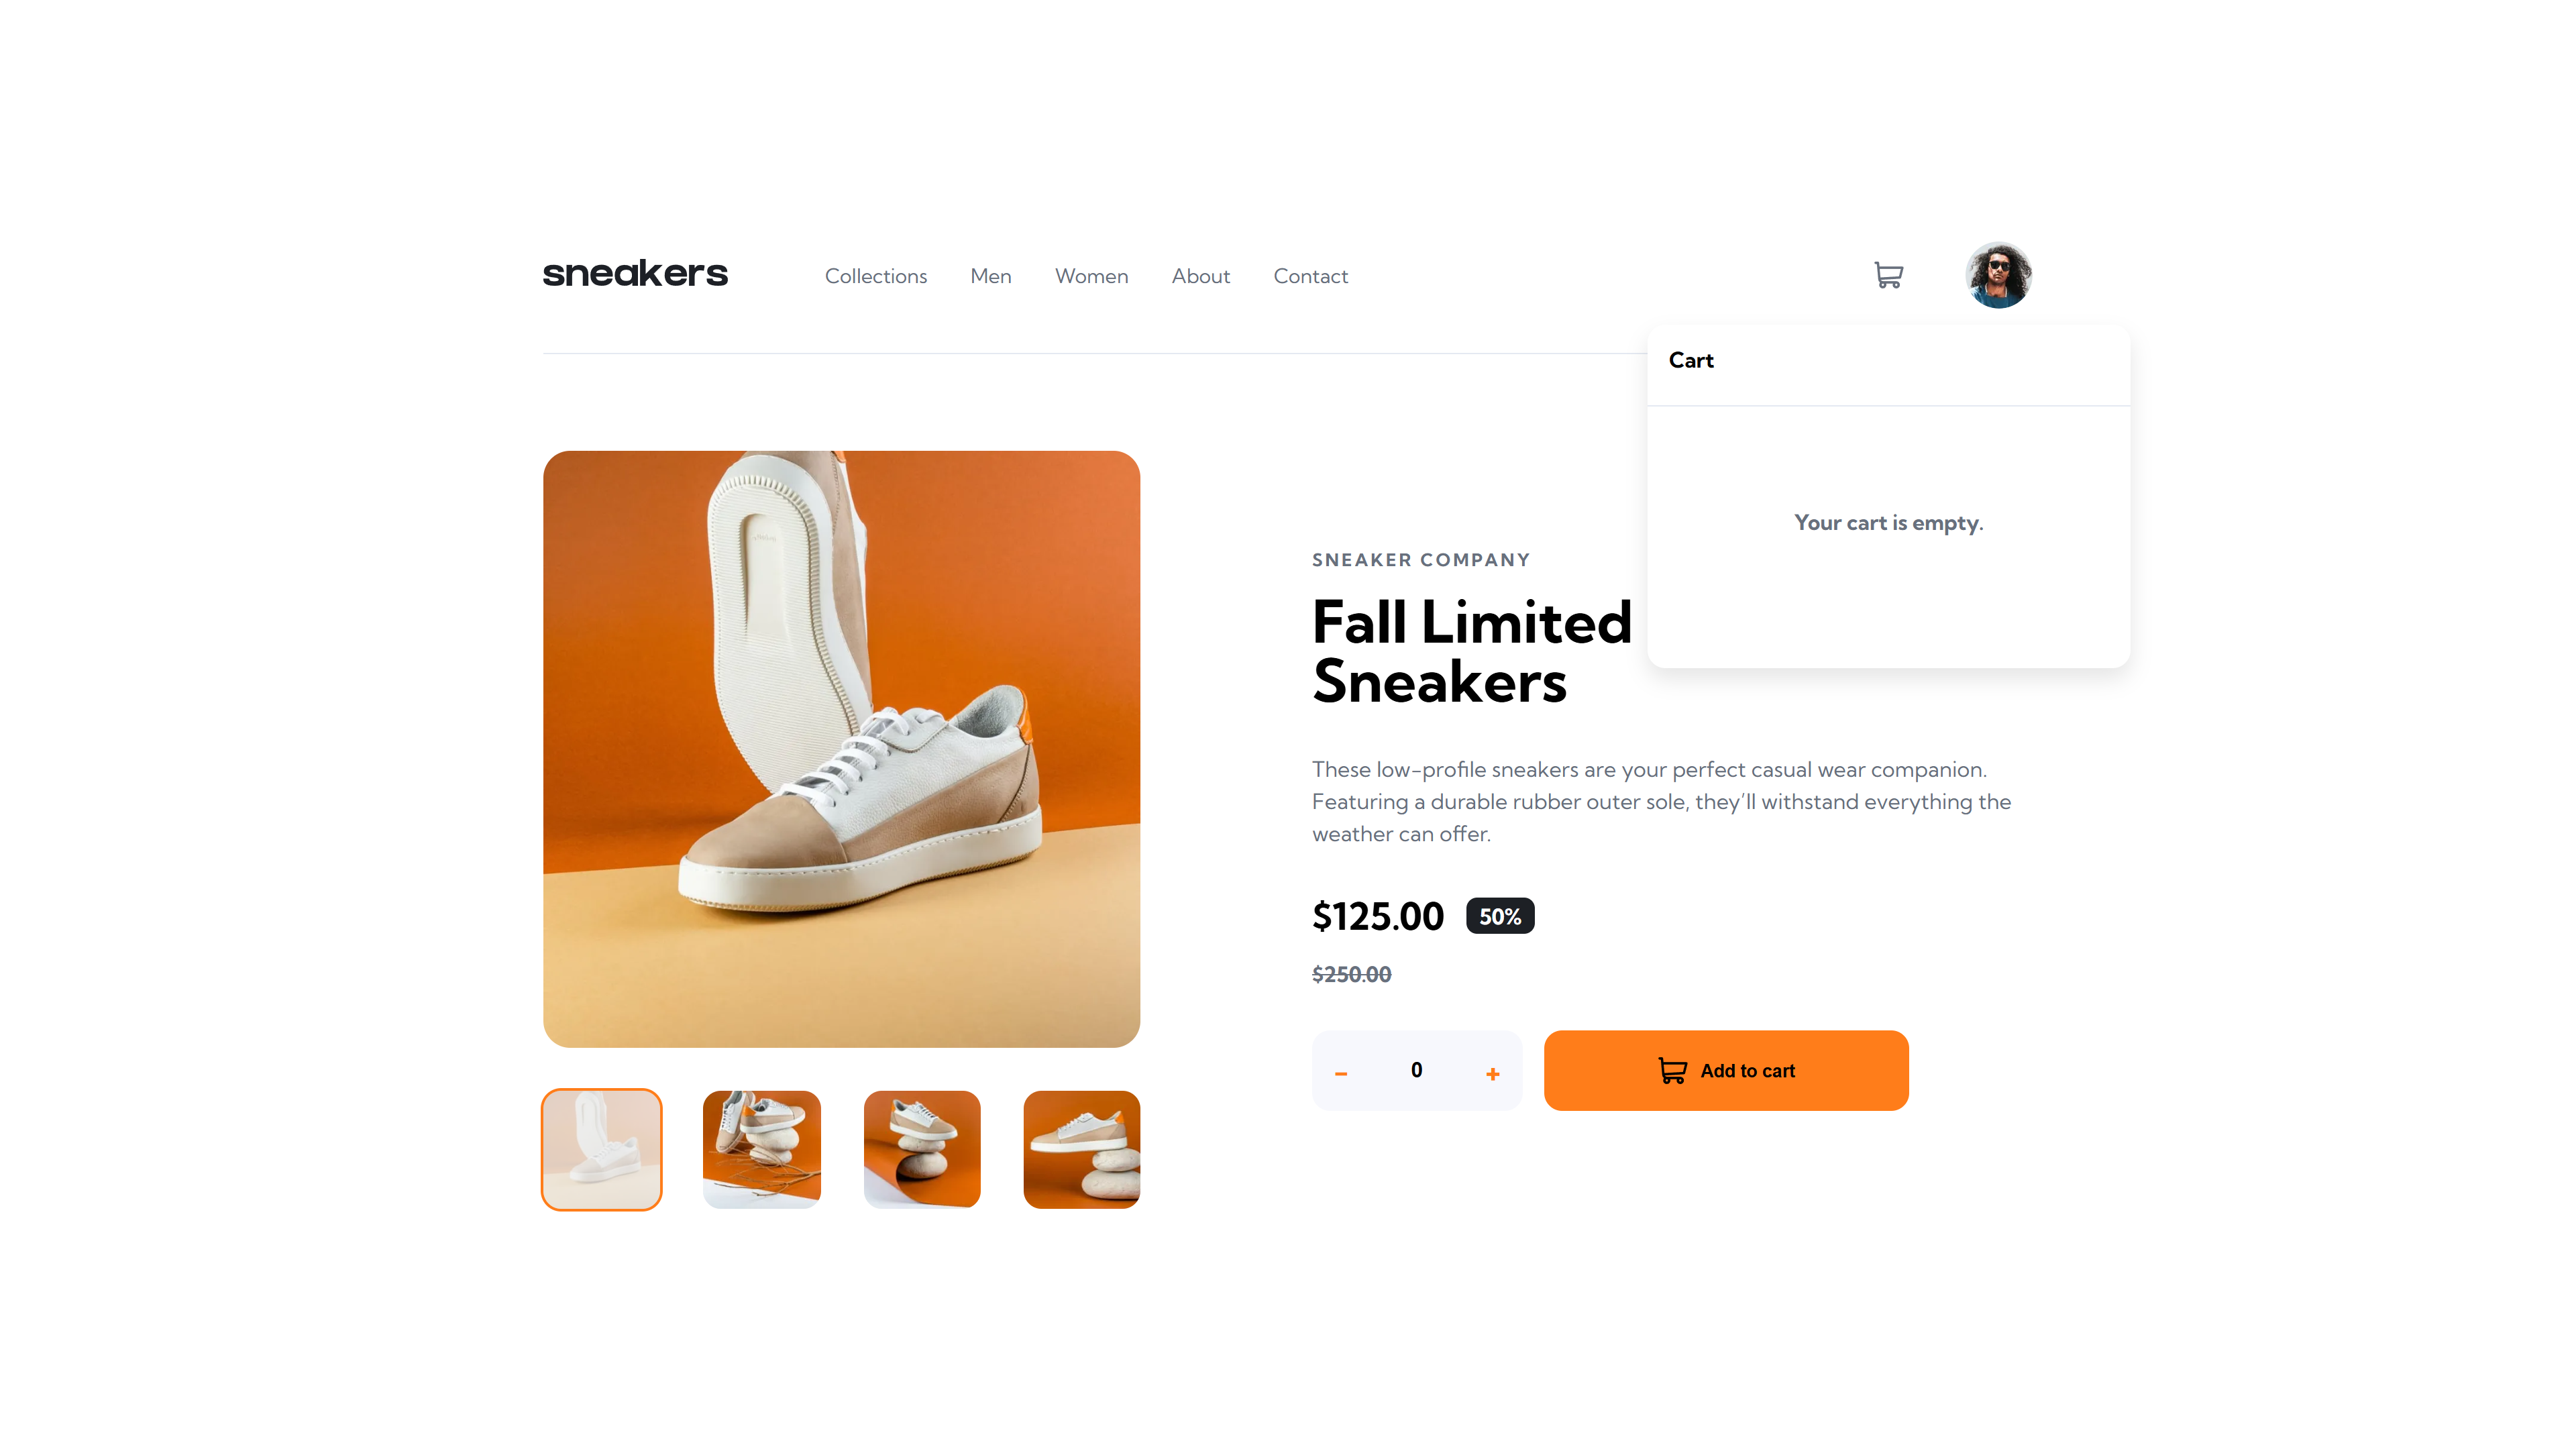 sneakers
Collections
Men
Women
About
Contact
Cart
Your cart is empty.
SNEAKER COMPANY
Fall Limited
Sneakers
These low-profile sneakers are your perfect casual wear companion.
Featuring a durable rubber outer sole, they’ll withstand everything the
weather can offer.
$125.00
50%
$250.00
-
0
+
Add to cart